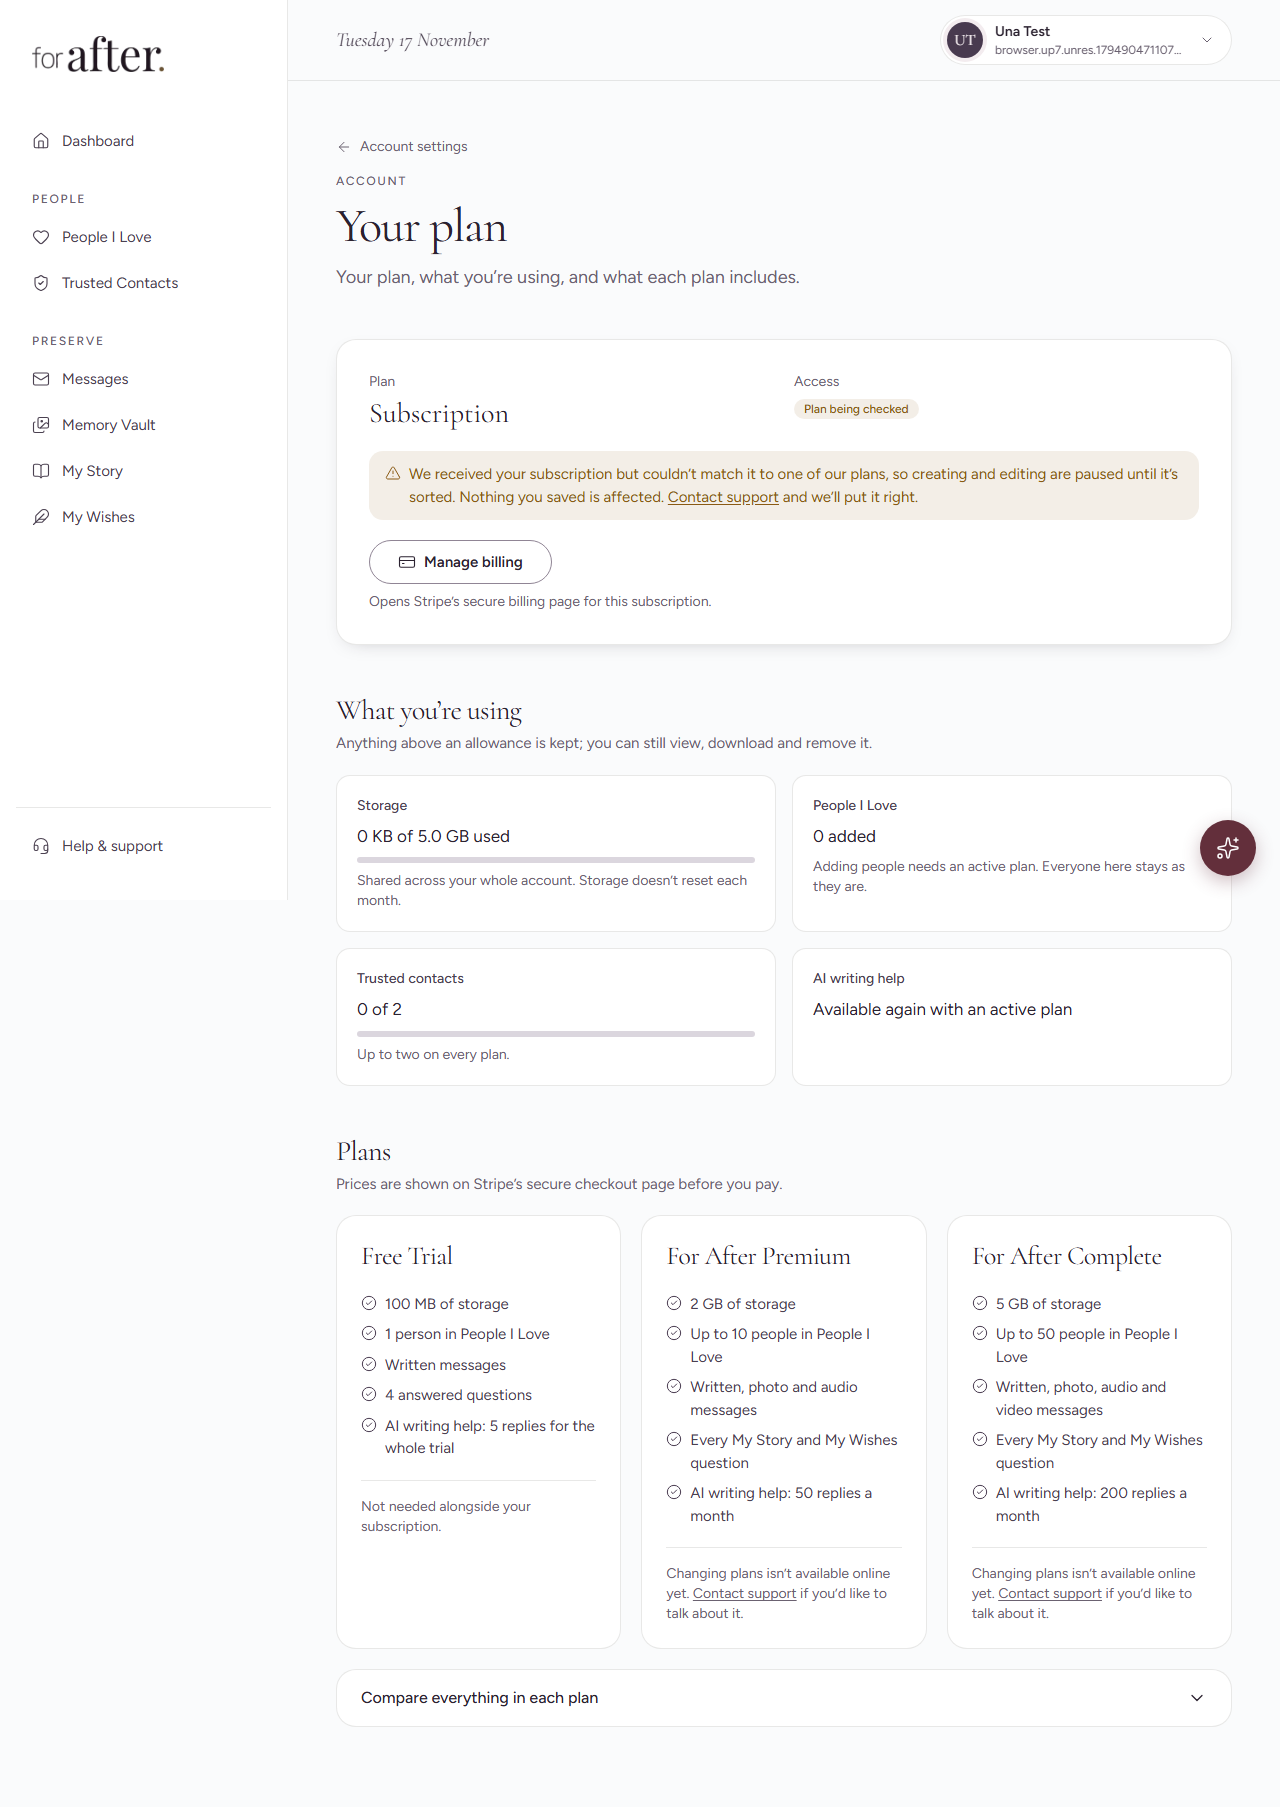 for after.
Dashboard
PEOPLE
People I Love
Trusted Contacts
PRESERVE
Messages
Memory Vault
My Story
My Wishes
Help & support
Tuesday 17 November
UT
Una Test
browser.up7.unres.179490471107...
Account settings
ACCOUNT
Your plan
Your plan, what you’re using, and what each plan includes.
Plan
Subscription
Access
Plan being checked
We received your subscription but couldn’t match it to one of our plans, so creating and editing are paused until it’s
sorted. Nothing you saved is affected. Contact support and we’ll put it right.
Manage billing
Opens Stripe’s secure billing page for this subscription.
What you’re using
Anything above an allowance is kept; you can still view, download and remove it.
Storage
0 KB of 5.0 GB used
Shared across your whole account. Storage doesn’t reset each
month.
People I Love
0 added
Adding people needs an active plan. Everyone here stays as
they are.
Trusted contacts
0 of 2
Up to two on every plan.
AI writing help
Available again with an active plan
Plans
Prices are shown on Stripe’s secure checkout page before you pay.
Free Trial
100 MB of storage
1 person in People I Love
Written messages
4 answered questions
AI writing help: 5 replies for the
whole trial
Not needed alongside your
subscription.
For After Premium
2 GB of storage
Up to 10 people in People I
Love
Written, photo and audio
messages
Every My Story and My Wishes
question
AI writing help: 50 replies a
month
Changing plans isn’t available online
yet. Contact support if you’d like to
talk about it.
For After Complete
5 GB of storage
Up to 50 people in People I
Love
Written, photo, audio and
video messages
Every My Story and My Wishes
question
AI writing help: 200 replies a
month
Changing plans isn’t available online
yet. Contact support if you’d like to
talk about it.
Compare everything in each plan